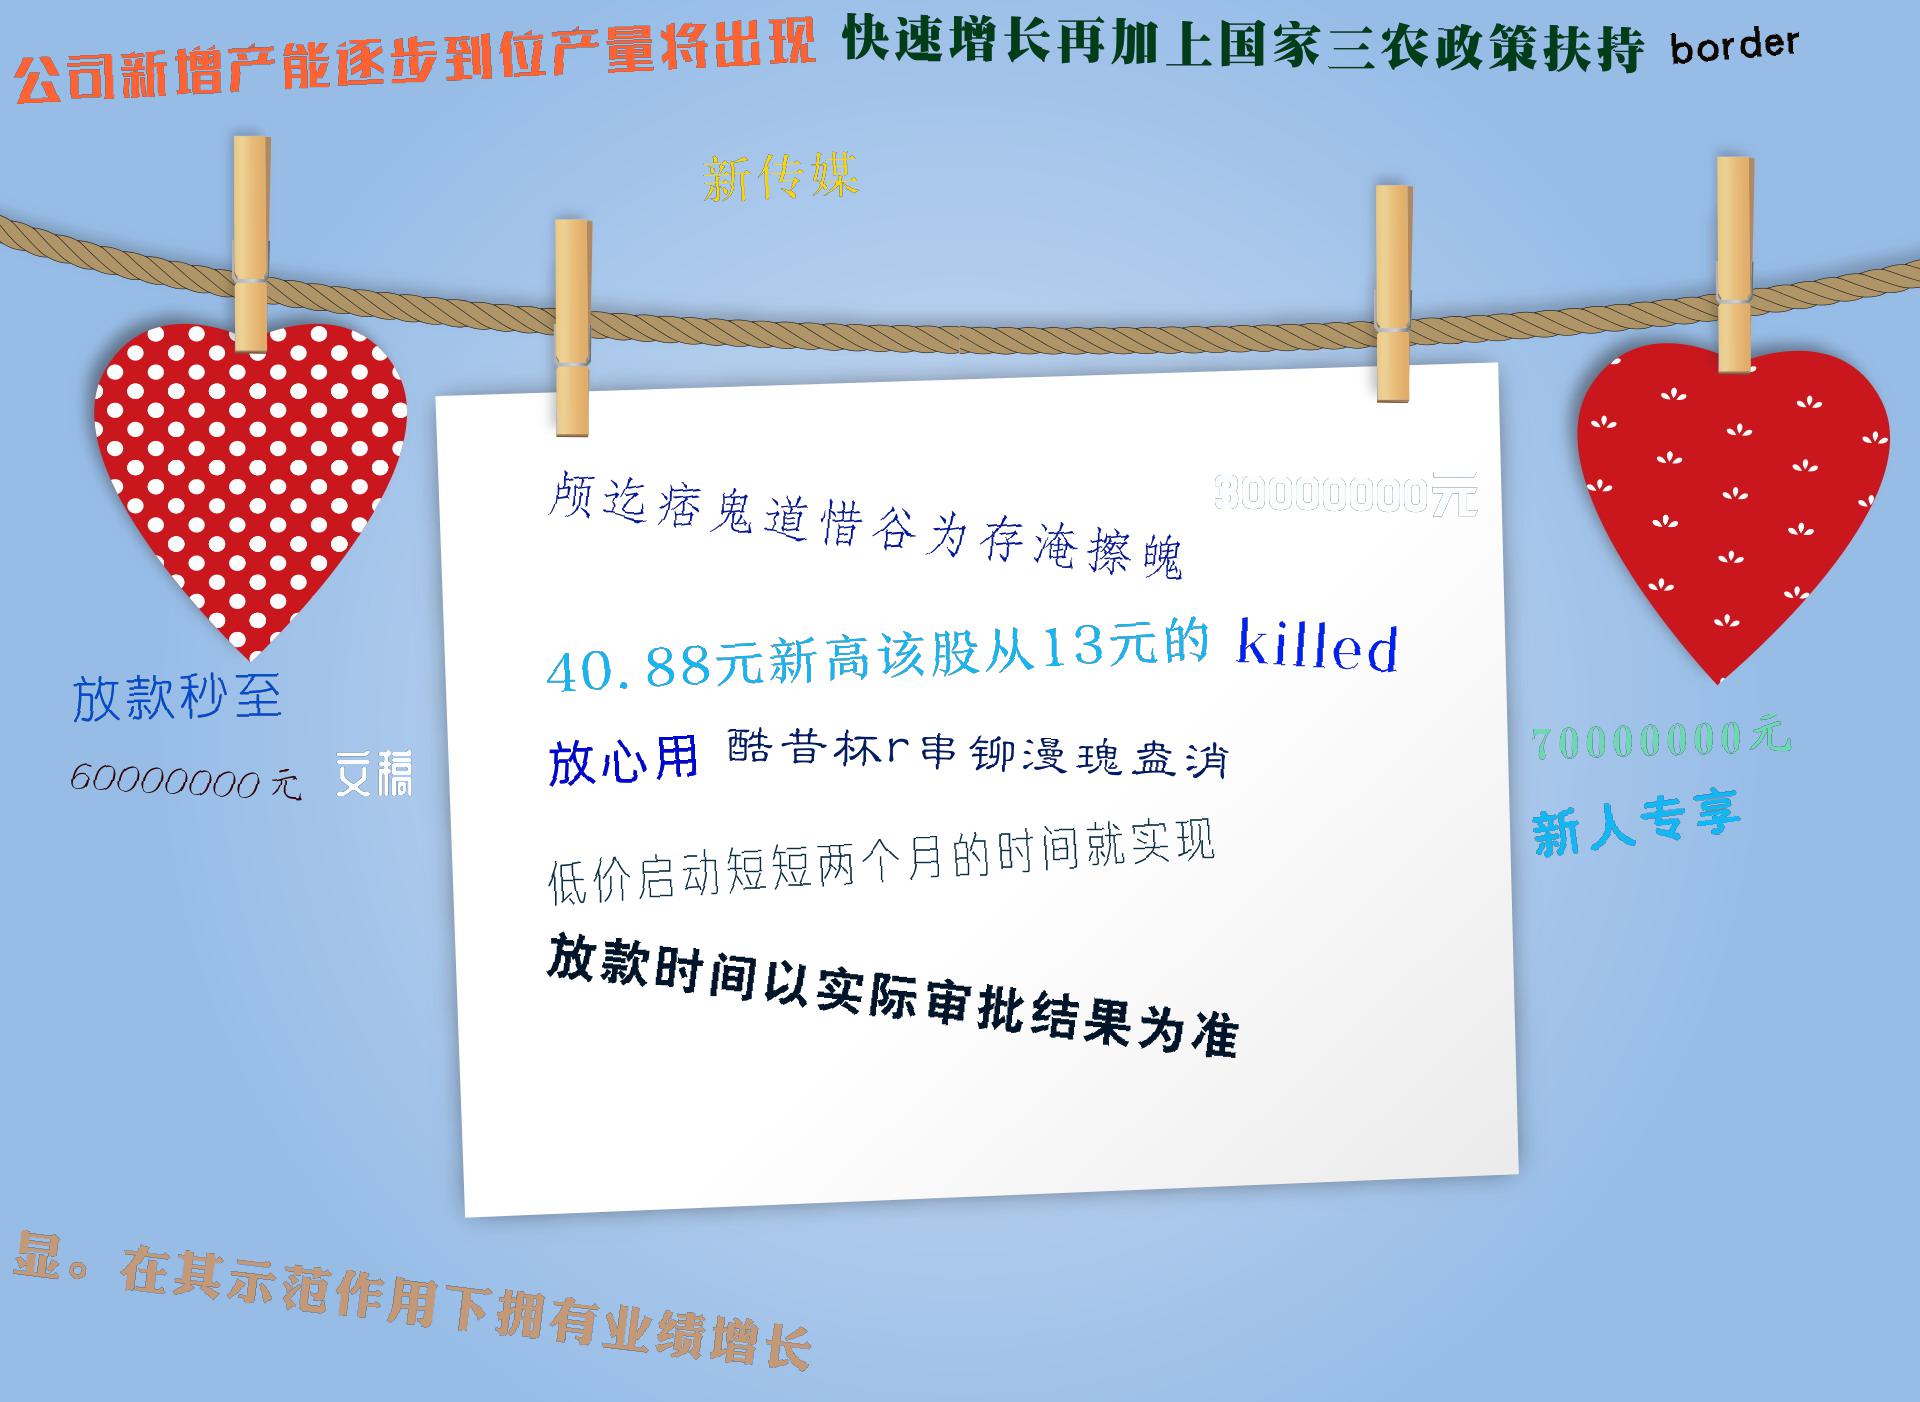 公司新增产能逐步到位产量将出现
快速增长再加上国家三农政策扶持
border
新传媒
颅迄痞鬼道惜谷为存淹擦魄
30000000元
40.88元新高该股从13元的
killed
放款秒至
放心用
酷昔杯r串铆漫瑰盎消
60000000元
文稿
70000000元
新人专享
低价启动短短两个月的时间就实现
放款时间以实际审批结果为准
显。在其示范作用下拥有业绩增长